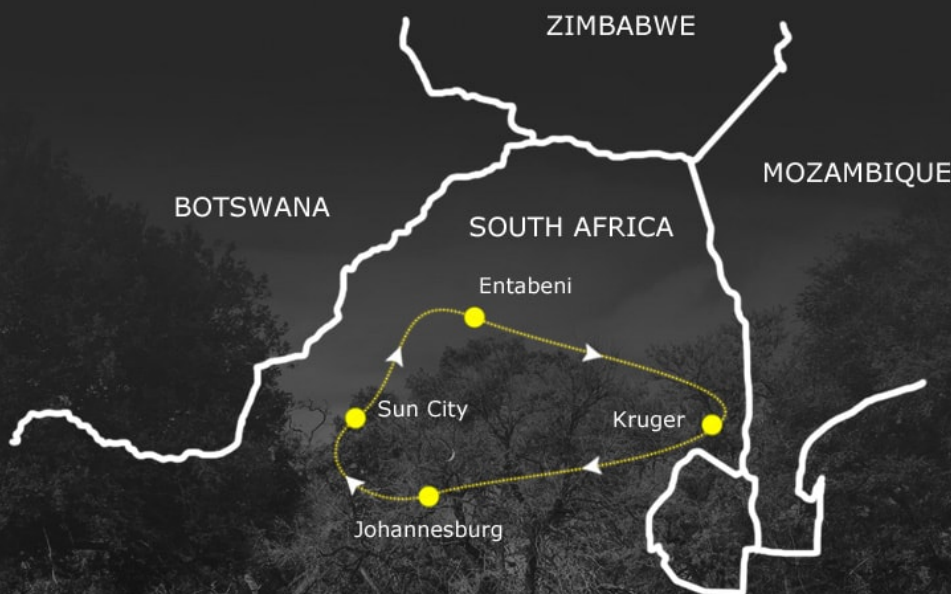 ZIMBABWE
MOZAMBIQUE
BOTSWANA
SOUTH AFRICA
Entabeni
Sun City
Kruger
Johannesburg